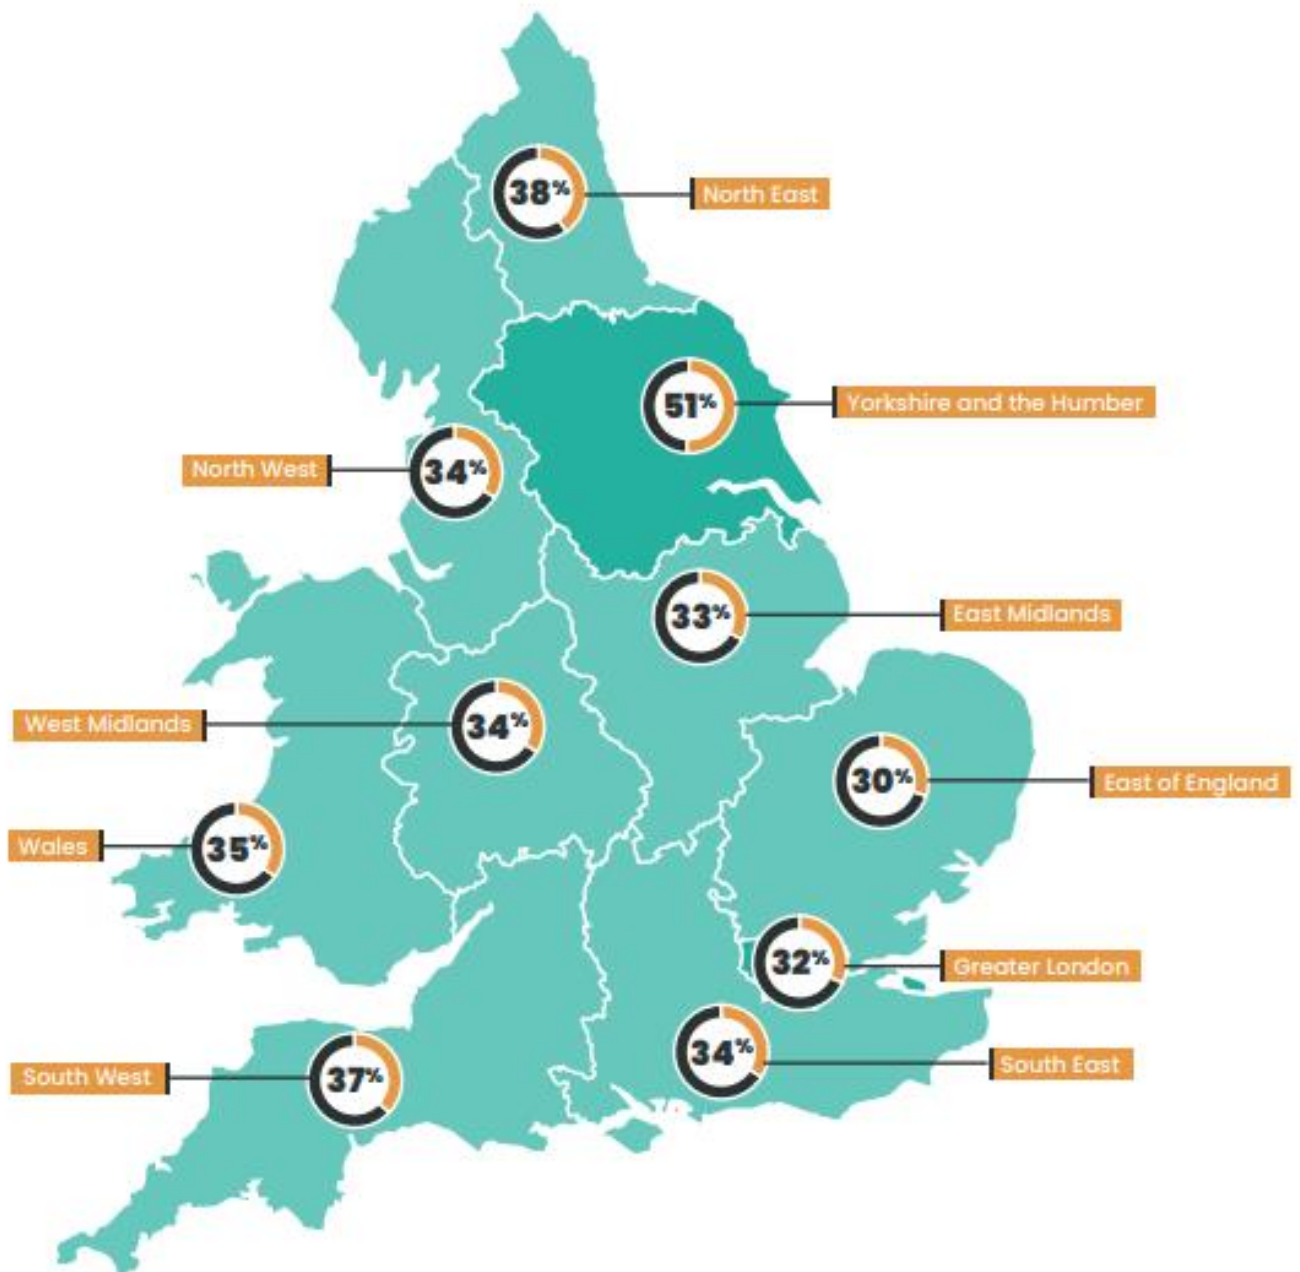 38%
North East
51%
Yorkshire and the Humber
North West
34%
33%
East Midlands
West Midlands
34%
30%
East of England
Wales
35%
32%
Greater London
34%
South East
South West
37%